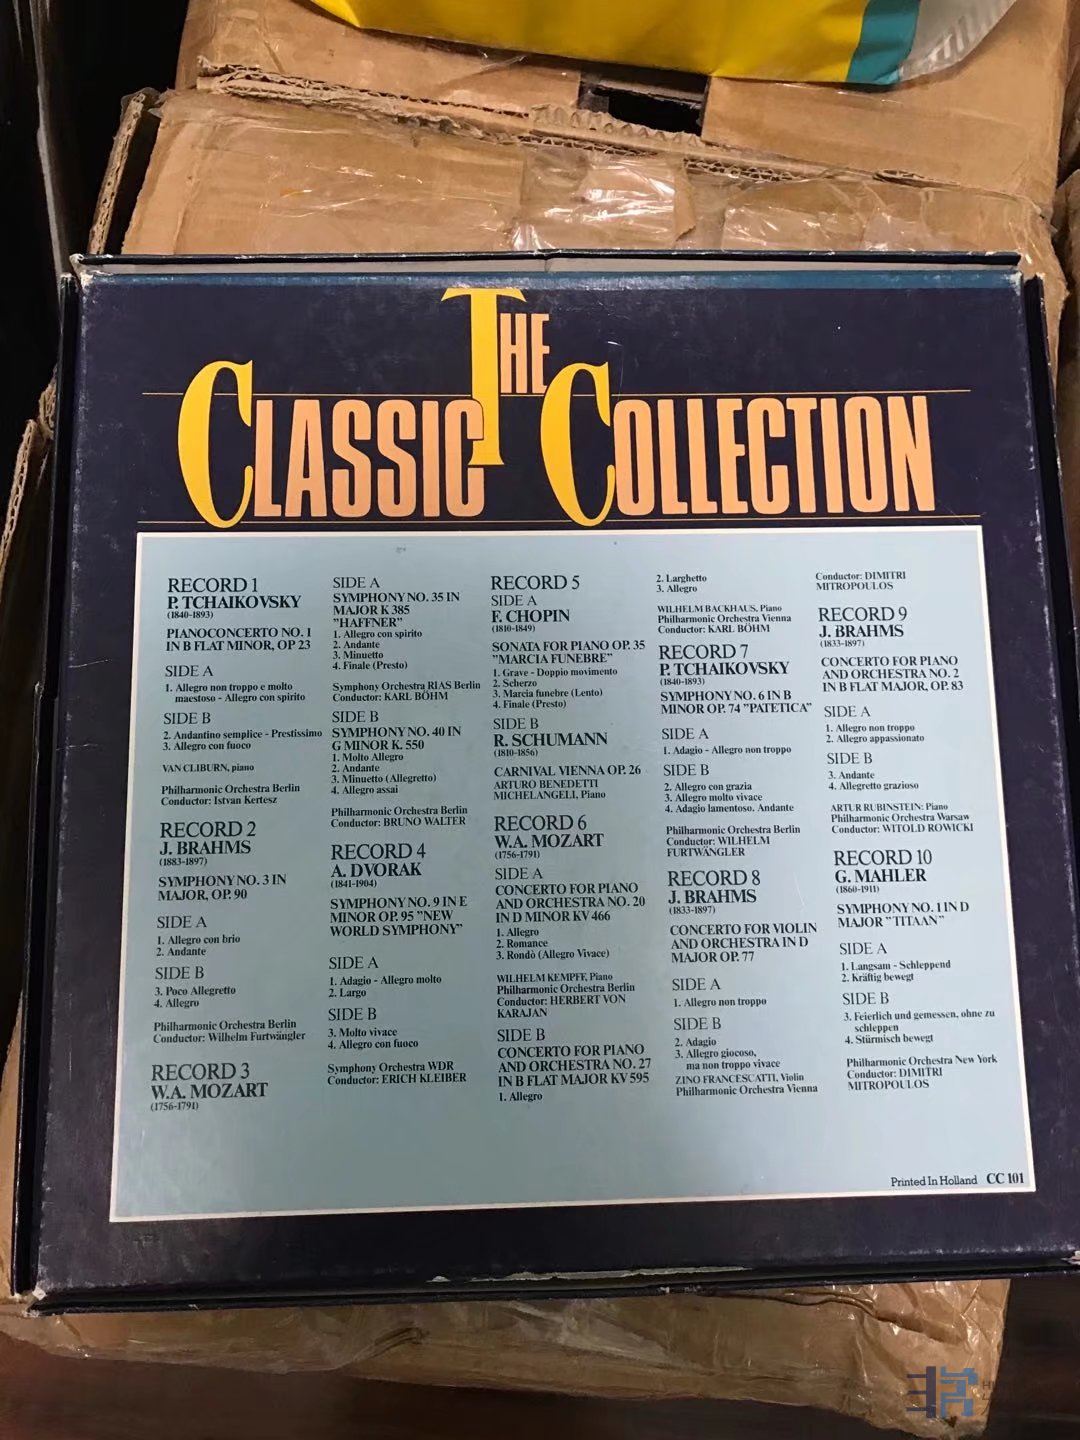 THE
CLASSIC COLLECTION
RECORD 1
P. TCHAIKOVSKY
(1840-1893)
PIANOCONCERTO NO. 1
IN B FLAT MINOR, OP 23
SIDE A
1. Allegro non troppo e molto
maestoso - Allegro con spirito
SIDE B
2. Andantino semplice - Prestissimo
3. Allegro con fuoco
VAN CLIBURN, piano
Philharmonic Orchestra Berlin
Conductor: Istvan Kertesz
RECORD 2
J. BRAHMS
(1883-1897)
SYMPHONY NO. 3 IN
MAJOR, OP. 90
SIDE A
1. Allegro con brio
2. Andante
SIDE B
3. Poco Allegretto
4. Allegro
Philharmonic Orchestra Berlin
Conductor: Wilhelm Furtwängler
RECORD 3
W.A. MOZART
(1756-1791)
SIDE A
SYMPHONY NO. 35 IN
MAJOR K 385
"HAFFNER"
1. Allegro con spirito
2. Andante
3. Minuetto
4. Finale (Presto)
Symphony Orchestra RIAS Berlin
Conductor: KARL BÖHM
SIDE B
SYMPHONY NO. 40 IN
G MINOR K. 550
1. Molto Allegro
2. Andante
3. Minuetto (Allegretto)
4. Allegro assai
Philharmonic Orchestra Berlin
Conductor: BRUNO WALTER
RECORD 4
A. DVORAK
(1841-1904)
SYMPHONY NO. 9 IN E
MINOR OP. 95 "NEW
WORLD SYMPHONY"
SIDE A
1. Adagio - Allegro molto
2. Largo
SIDE B
3. Molto vivace
4. Allegro con fuoco
Symphony Orchestra WDR
Conductor: ERICH KLEIBER
RECORD 5
SIDE A
F. CHOPIN
(1810-1849)
SONATA FOR PIANO OP. 35
"MARCIA FUNEBRE"
1. Grave - Doppio movimento
2. Scherzo
3. Marcia funebre (Lento)
4. Finale (Presto)
SIDE B
R. SCHUMANN
(1810-1856)
CARNIVAL VIENNA OP. 26
ARTURO BENEDETTI
MICHELANGELI, Piano
RECORD 6
W.A. MOZART
(1756-1791)
SIDE A
CONCERTO FOR PIANO
AND ORCHESTRA NO. 20
IN D MINOR KV 466
1. Allegro
2. Romance
3. Rondò (Allegro Vivace)
WILHELM KEMPFF, Piano
Philharmonic Orchestra Berlin
Conductor: HERBERT VON
KARAJAN
SIDE B
CONCERTO FOR PIANO
AND ORCHESTRA NO. 27
IN B FLAT MAJOR KV 595
1. Allegro
2. Larghetto
3. Allegro
WILHELM BACKHAUS, Piano
Philharmonic Orchestra Vienna
Conductor: KARL BÖHM
RECORD 7
P. TCHAIKOVSKY
(1840-1893)
SYMPHONY NO. 6 IN B
MINOR OP. 74 "PATETICA"
SIDE A
1. Adagio - Allegro non troppo
SIDE B
2. Allegro con grazia
3. Allegro molto vivace
4. Adagio lamentoso. Andante
Philharmonic Orchestra Berlin
Conductor: WILHELM
FURTWÄNGLER
RECORD 8
J. BRAHMS
(1833-1897)
CONCERTO FOR VIOLIN
AND ORCHESTRA IN D
MAJOR OP. 77
SIDE A
1. Allegro non troppo
SIDE B
2. Adagio
3. Allegro giocoso,
ma non troppo vivace
ZINO FRANCESCATTI, Violin
Philharmonic Orchestra Vienna
Conductor: DIMITRI
MITROPOULOS
RECORD 9
J. BRAHMS
(1833-1897)
CONCERTO FOR PIANO
AND ORCHESTRA NO. 2
IN B FLAT MAJOR, OP. 83
SIDE A
1. Allegro non troppo
2. Allegro appassionato
SIDE B
3. Andante
4. Allegretto grazioso
ARTUR RUBINSTEIN: Piano
Philharmonic Orchestra Warsaw
Conductor: WITOLD ROWICKI
RECORD 10
G. MAHLER
(1860-1911)
SYMPHONY NO. 1 IN D
MAJOR "TITAAN"
SIDE A
1. Langsam - Schleppend
2. Kräftig bewegt
SIDE B
3. Feierlich und gemessen, ohne zu
schleppen
4. Stürmisch bewegt
Philharmonic Orchestra New York
Conductor: DIMITRI
MITROPOULOS
Printed In Holland CC 101